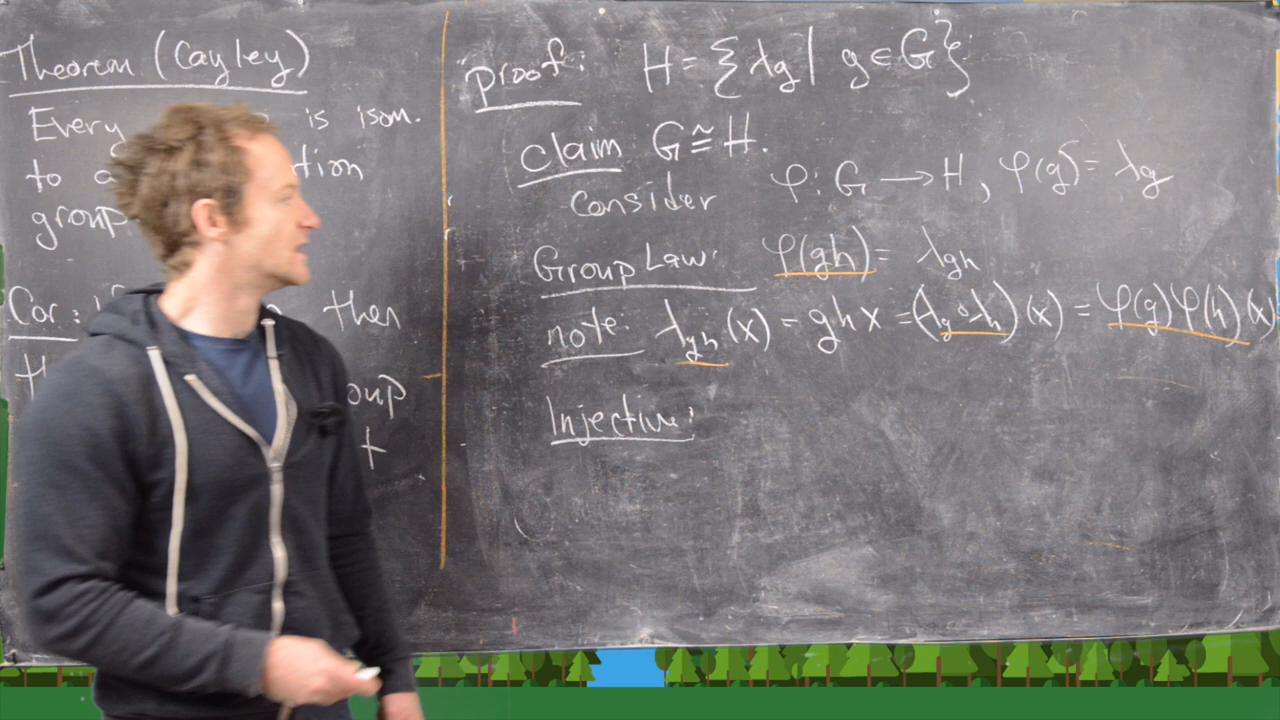 Theorem (Cayley)
Every is isom.
to a tion
group
Cor: then
oup
Proof: H = {λg | g ∈ G}
claim G ≅ H.
consider φ: G → H, φ(g) = λg
Group Law: φ(gh) = λgh
note: λgh(x) = ghx = (λg∘λh)(x) = φ(g)φ(h)(x)
Injective: